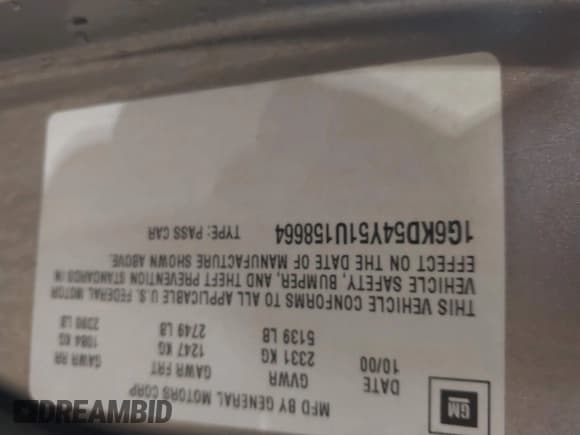 GM
MFD BY GENERAL MOTORS CORP
DATE GVWR GAWR FRT GAWR RR
10/00 2331 KG 1247 KG 1084 KG
5139 LB 2749 LB 2390 LB
THIS VEHICLE CONFORMS TO ALL APPLICABLE U.S. FEDERAL MOTOR
VEHICLE SAFETY, BUMPER, AND THEFT PREVENTION STANDARDS IN
EFFECT ON THE DATE OF MANUFACTURE SHOWN ABOVE.
1G6KD54Y51U158664 TYPE: PASS CAR
DREAMBID